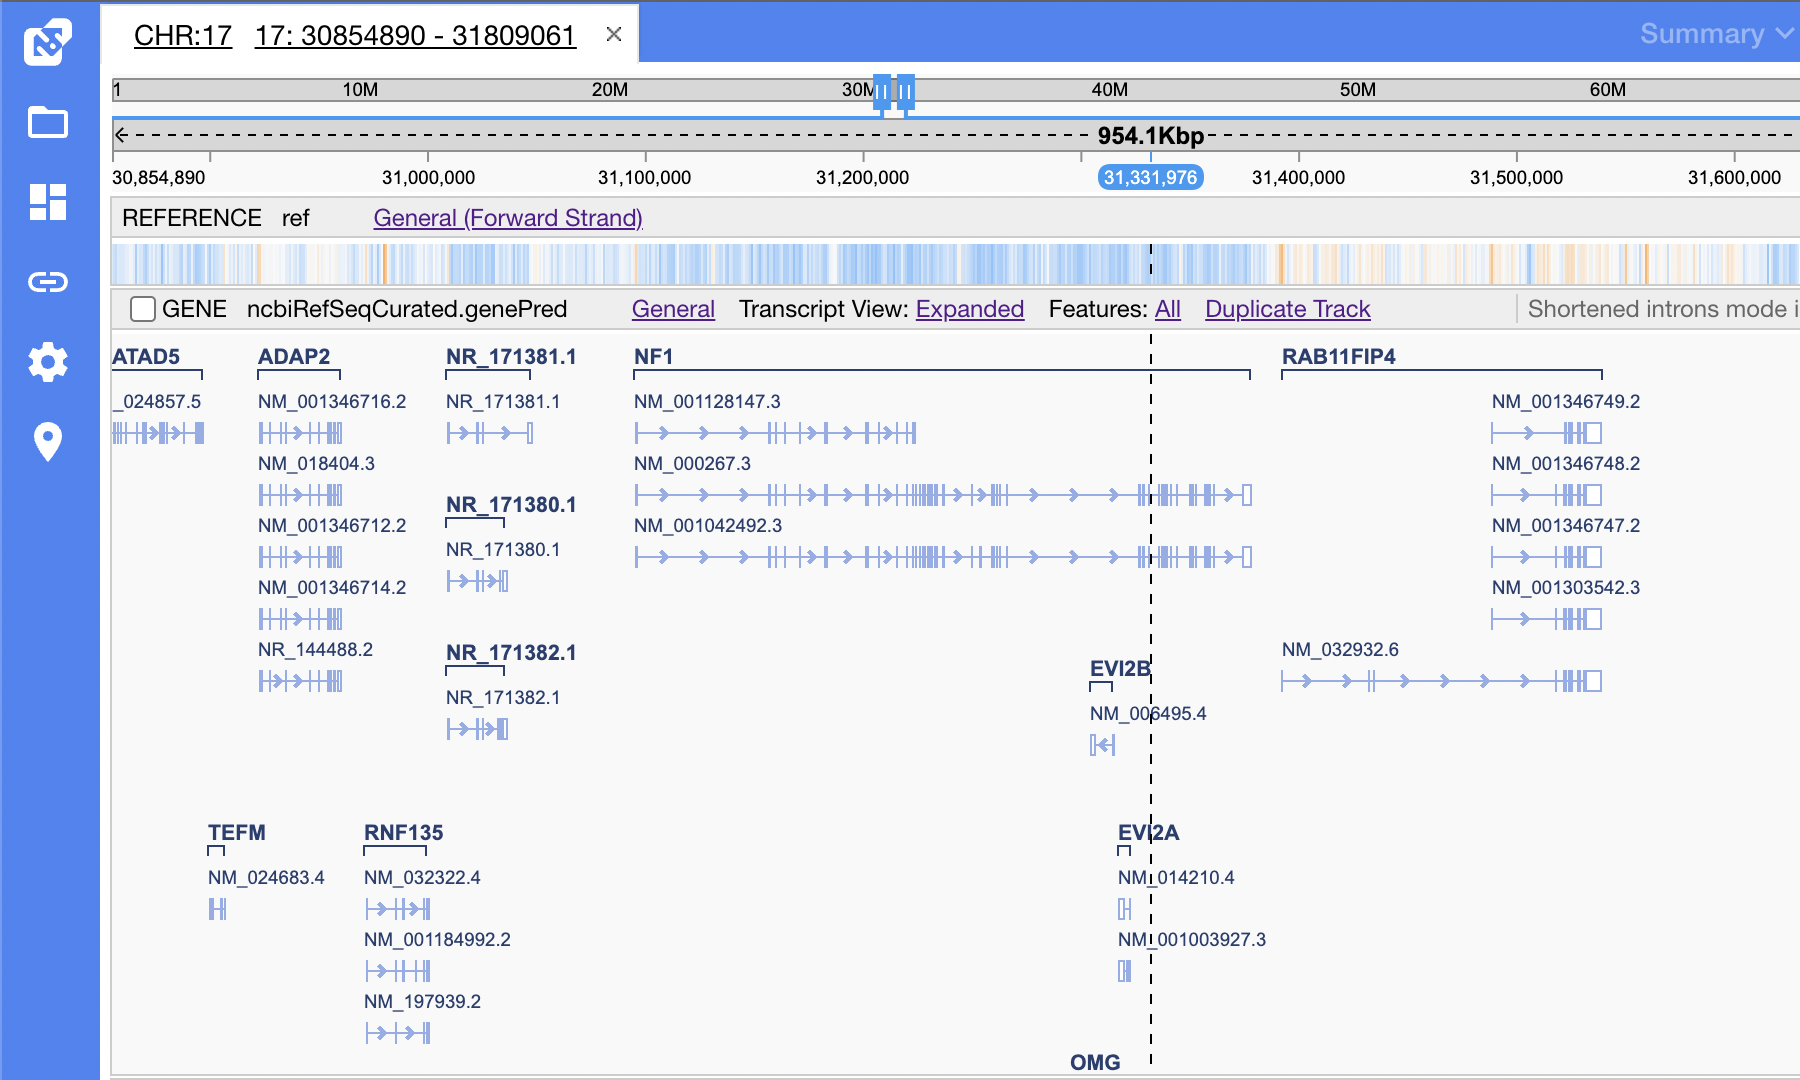 CHR:17 17: 30854890 - 31809061 ×
Summary
1 10M 20M 30M 40M 50M 60M
954.1Kbp
30,854,890 31,000,000 31,100,000 31,200,000 31,331,976 31,400,000 31,500,000 31,600,000
REFERENCE ref General (Forward Strand)
GENE ncbiRefSeqCurated.genePred General Transcript View: Expanded Features: All Duplicate Track Shortened introns mode i
ATAD5 ADAP2 NR_171381.1 NF1 RAB11FIP4
_024857.5 NM_001346716.2 NR_171381.1 NM_001128147.3 NM_001346749.2
NM_018404.3 NM_000267.3 NM_001346748.2
NR_171380.1
NM_001346712.2 NM_001042492.3 NM_001346747.2
NR_171380.1
NM_001346714.2 NM_001303542.3
NR_144488.2 NR_171382.1 NM_032932.6
EVI2B
NR_171382.1
NM_006495.4
TEFM RNF135 EVI2A
NM_024683.4 NM_032322.4 NM_014210.4
NM_001184992.2 NM_001003927.3
NM_197939.2
OMG